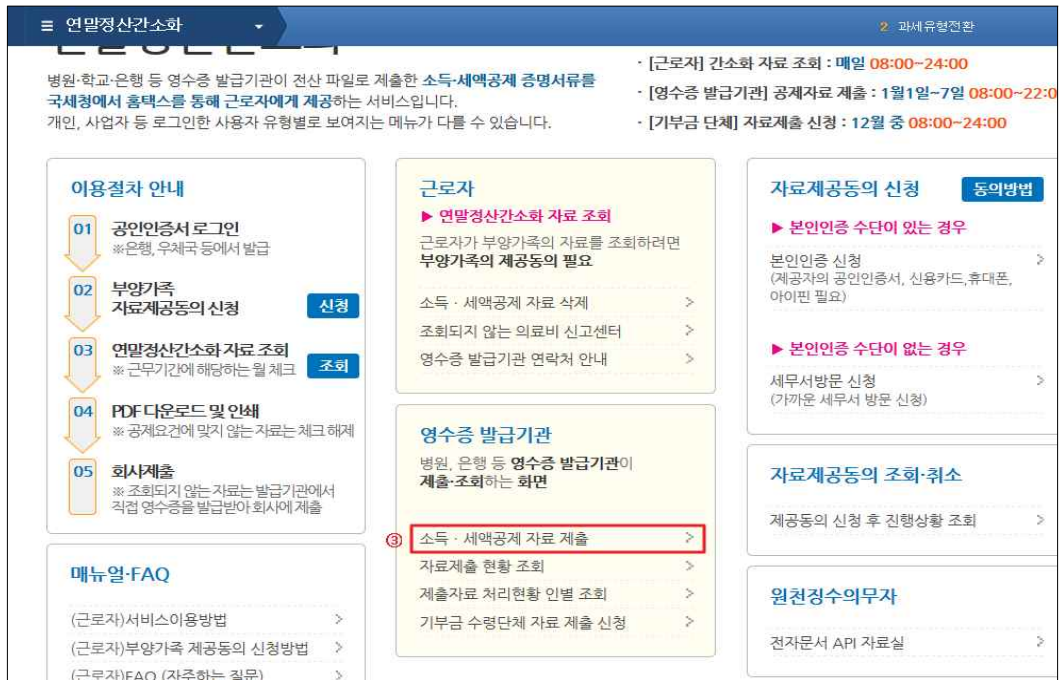 ≡ 연말정산간소화
2 과세유형전환
병원·학교·은행 등 영수증 발급기관이 전산 파일로 제출한 소득·세액공제 증명서류를
국세청에서 홈택스를 통해 근로자에게 제공하는 서비스입니다.
개인, 사업자 등 로그인한 사용자 유형별로 보여지는 메뉴가 다를 수 있습니다.
· [근로자] 간소화 자료 조회 : 매일 08:00~24:00
· [영수증 발급기관] 공제자료 제출 : 1월1일~7일 08:00~22:0
· [기부금 단체] 자료제출 신청 : 12월 중 08:00~24:00
이용절차 안내
01 공인인증서 로그인
※은행, 우체국 등에서 발급
02 부양가족
자료제공동의 신청 신청
03 연말정산간소화 자료 조회
※ 근무기간에 해당하는 월 체크 조회
04 PDF 다운로드 및 인쇄
※ 공제요건에 맞지 않는 자료는 체크 해제
05 회사제출
※ 조회되지 않는 자료는 발급기관에서
직접 영수증을 발급받아 회사에 제출
매뉴얼·FAQ
(근로자)서비스이용방법 >
(근로자)부양가족 제공동의 신청방법 >
(근로자)FAQ (자주하는 질문) >
근로자
▶ 연말정산간소화 자료 조회
근로자가 부양가족의 자료를 조회하려면
부양가족의 제공동의 필요
소득 · 세액공제 자료 삭제 >
조회되지 않는 의료비 신고센터 >
영수증 발급기관 연락처 안내 >
영수증 발급기관
병원, 은행 등 영수증 발급기관이
제출·조회하는 화면
③ 소득 · 세액공제 자료 제출 >
자료제출 현황 조회 >
제출자료 처리현황 인별 조회 >
기부금 수령단체 자료 제출 신청 >
자료제공동의 신청 동의방법
▶ 본인인증 수단이 있는 경우
본인인증 신청 >
(제공자의 공인인증서, 신용카드,휴대폰,
아이핀 필요)
▶ 본인인증 수단이 없는 경우
세무서방문 신청 >
(가까운 세무서 방문 신청)
자료제공동의 조회·취소
제공동의 신청 후 진행상황 조회 >
원천징수의무자
전자문서 API 자료실 >